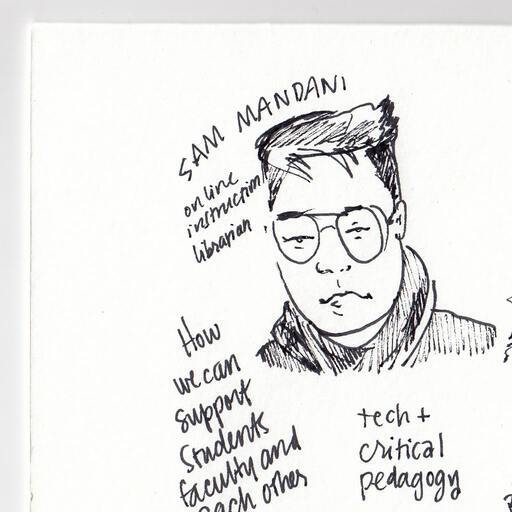 SAM MANDANI
online
instruction
librarian
How
we can
support
students
faculty and
each other
tech +
critical
pedagogy